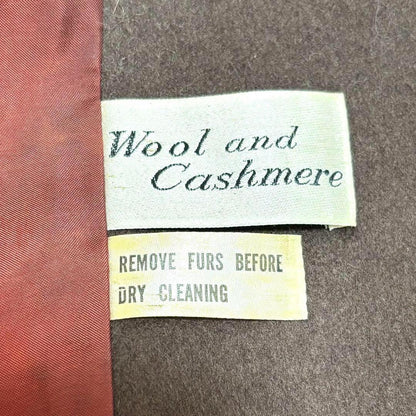 Wool and
Cashmere
REMOVE FURS BEFORE
DRY CLEANING